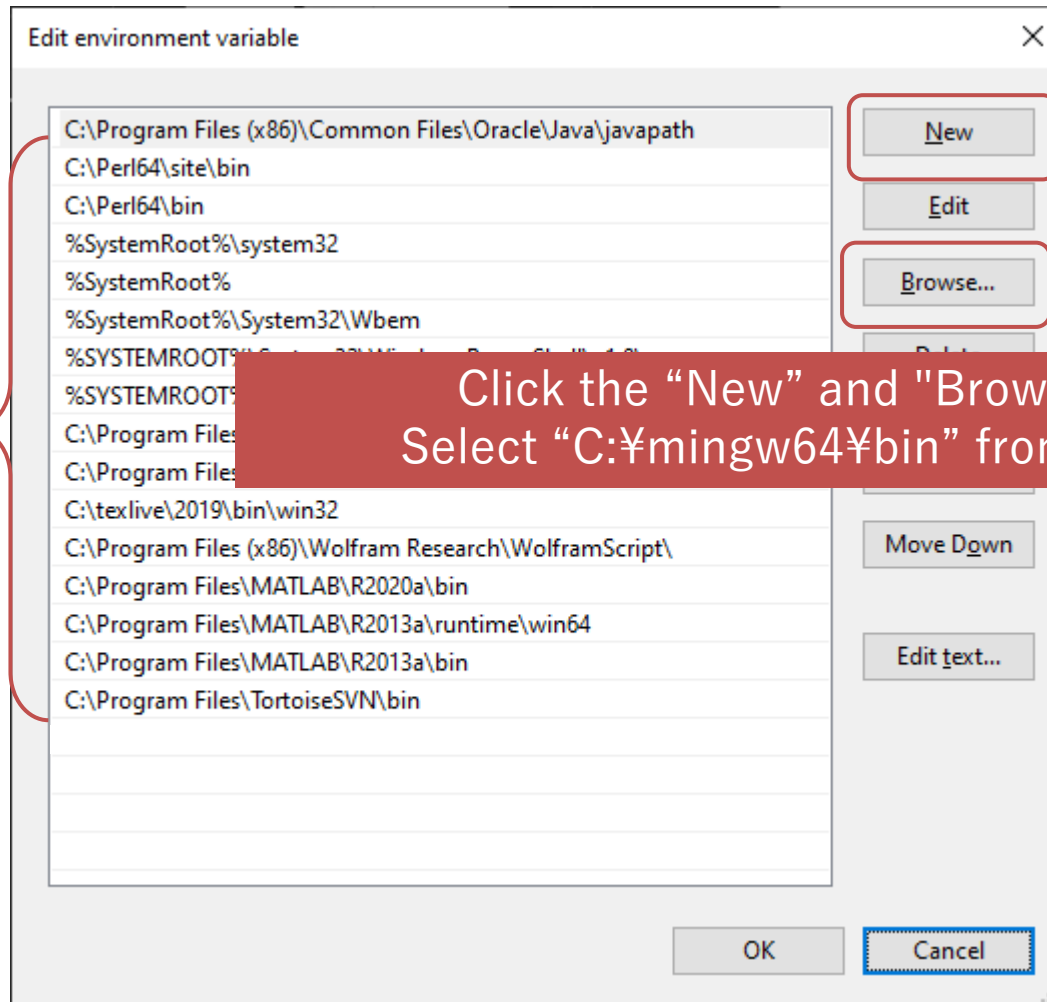 Edit environment variable
C:\Program Files (x86)\Common Files\Oracle\Java\javapath
C:\Perl64\site\bin
C:\Perl64\bin
%SystemRoot%\system32
%SystemRoot%
%SystemRoot%\System32\Wbem
%SYSTEMROOT%
%SYSTEMROOT%
C:\Program Files
C:\Program Files
C:\texlive\2019\bin\win32
C:\Program Files (x86)\Wolfram Research\WolframScript\
C:\Program Files\MATLAB\R2020a\bin
C:\Program Files\MATLAB\R2013a\runtime\win64
C:\Program Files\MATLAB\R2013a\bin
C:\Program Files\TortoiseSVN\bin
New
Edit
Browse...
Click the “New” and "Brow
Select “C:¥mingw64¥bin” from
Move Down
Edit text...
OK
Cancel